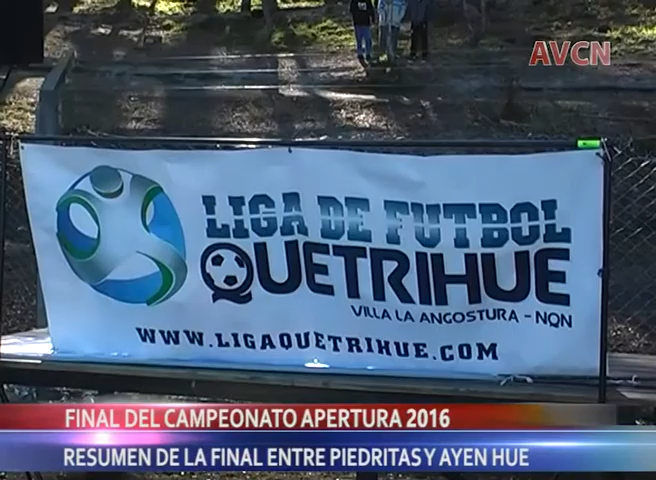 AVCN
LIGA DE FUTBOL
QUETRIHUE
VILLA LA ANGOSTURA - NQN
WWW.LIGAQUETRIHUE.COM
FINAL DEL CAMPEONATO APERTURA 2016
RESUMEN DE LA FINAL ENTRE PIEDRITAS Y AYEN HUE